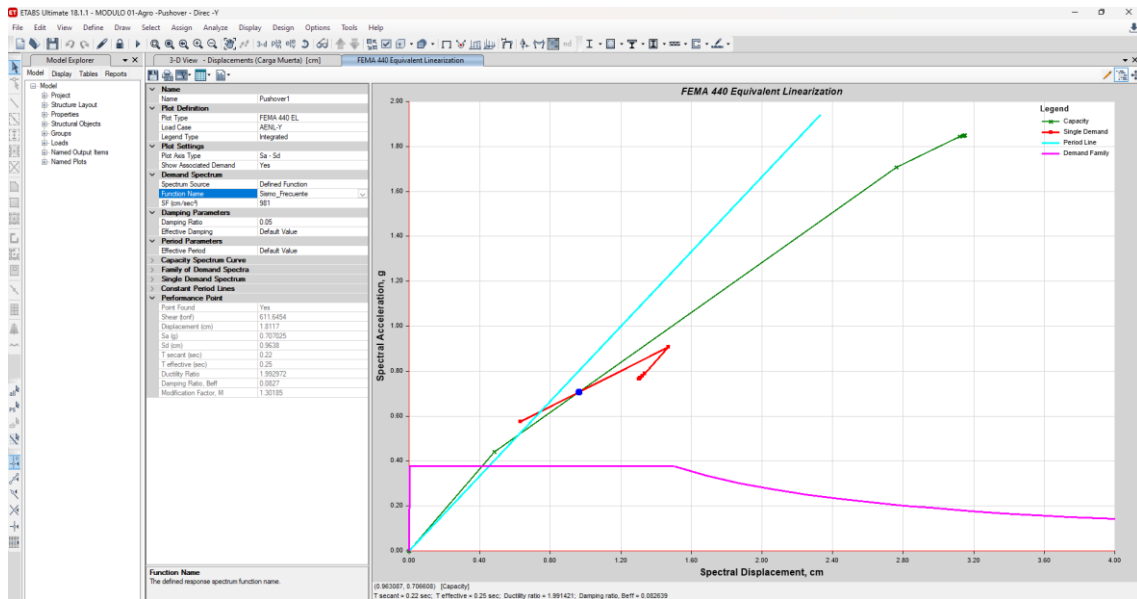 ETABS Ultimate 18.1.1 - MODULO 01-Agro -Pushover - Direc -Y
File Edit View Define Draw Select Assign Analyze Display Design Options Tools Help
Model Explorer
Model Display Tables Reports
Model
Project
Structure Layout
Properties
Structural Objects
Groups
Loads
Named Output Items
Named Plots
3-D View - Displacements (Carga Muerta) [cm]
FEMA 440 Equivalent Linearization
Name
Name Pushover1
Plot Definition
Plot Type FEMA 440 EL
Load Case AENL-Y
Legend Type Integrated
Plot Settings
Plot Axis Type Sa - Sd
Show Associated Demand Yes
Demand Spectrum
Spectrum Source Defined Function
Function Name Sismo_Frecuente
SF (cm/sec²) 981
Damping Parameters
Damping Ratio 0.05
Effective Damping Default Value
Period Parameters
Effective Period Default Value
Capacity Spectrum Curve
Family of Demand Spectra
Single Demand Spectrum
Constant Period Lines
Performance Point
Point Found Yes
Shear (tonf) 611.6454
Displacement (cm) 1.8117
Sa (g) 0.707025
Sd (cm) 0.9638
T secant (sec) 0.22
T effective (sec) 0.25
Ductility Ratio 1.992972
Damping Ratio, Beff 0.0827
Modification Factor, M 1.30185
Function Name
The defined response spectrum function name.
FEMA 440 Equivalent Linearization
Legend
Capacity
Single Demand
Period Line
Demand Family
Spectral Acceleration, g
2.00
1.80
1.60
1.40
1.20
1.00
0.80
0.60
0.40
0.20
0.00
0.00 0.40 0.80 1.20 1.60 2.00 2.40 2.80 3.20 3.60 4.00
Spectral Displacement, cm
(0.963087, 0.706608) [Capacity]
T secant = 0.22 sec; T effective = 0.25 sec; Ductility ratio = 1.991421; Damping ratio, Beff = 0.082639